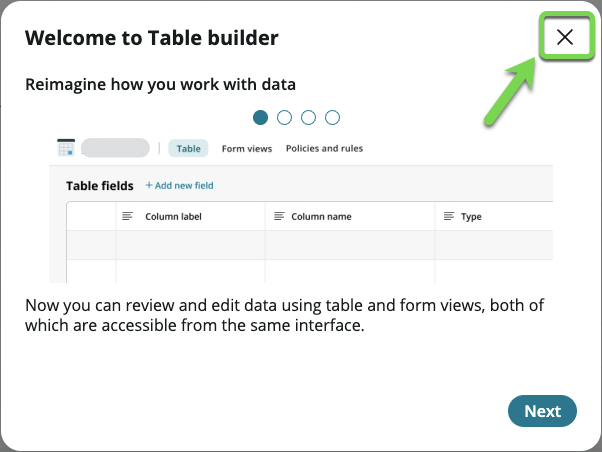 Welcome to Table builder
Reimagine how you work with data
Table Form views Policies and rules
Table fields + Add new field
Column label Column name Type
Now you can review and edit data using table and form views, both of
which are accessible from the same interface.
Next